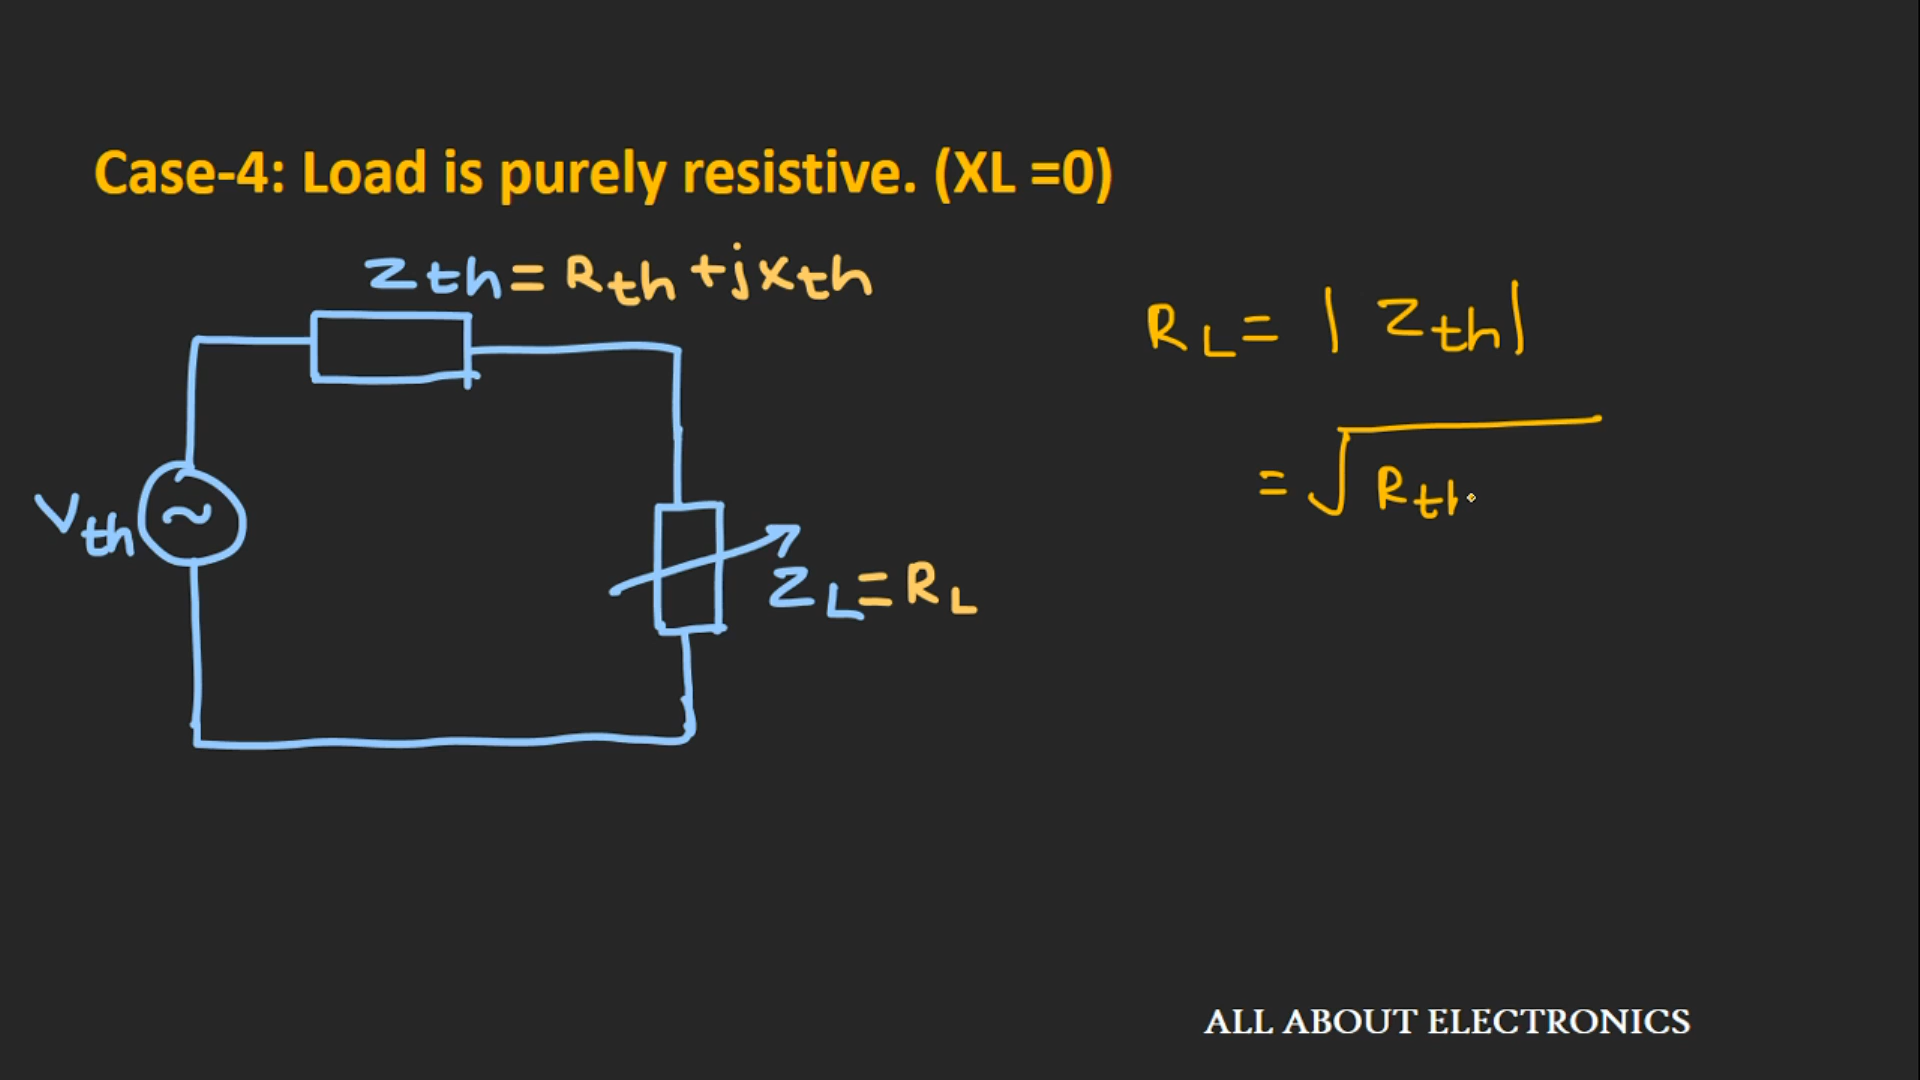 Case-4: Load is purely resistive. (XL =0)
Zth = Rth + jxth
RL = | Zth |
= √Rth
Vth
~
ZL = RL
ALL ABOUT ELECTRONICS